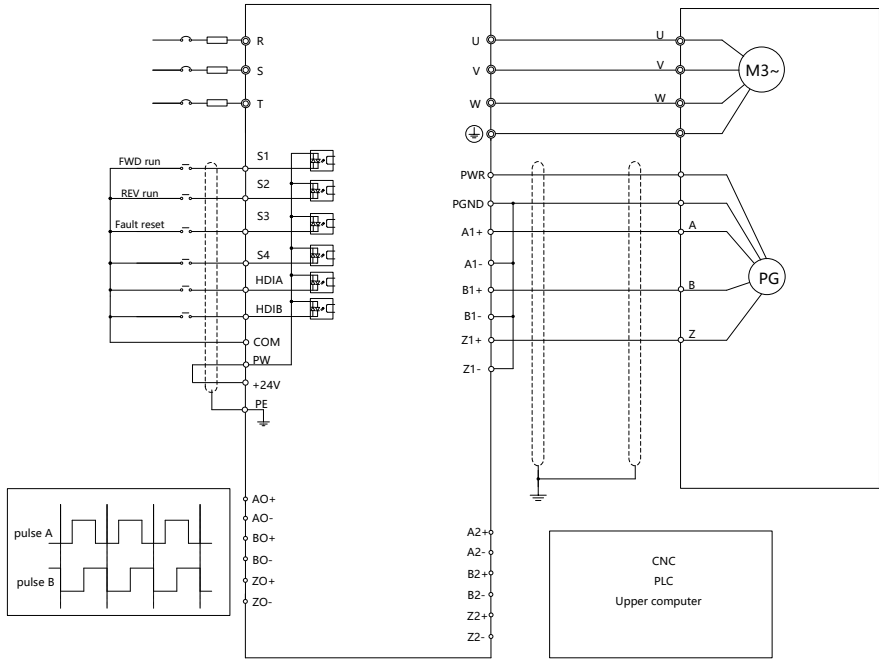 R
S
T
U
V
W
U
V
W
M3~
FWD run
REV run
Fault reset
S1
S2
S3
S4
HDIA
HDIB
COM
PW
+24V
PE
PWR
PGND
A1+
A1-
B1+
B1-
Z1+
Z1-
A
B
Z
PG
pulse A
pulse B
AO+
AO-
BO+
BO-
ZO+
ZO-
A2+
A2-
B2+
B2-
Z2+
Z2-
CNC
PLC
Upper computer